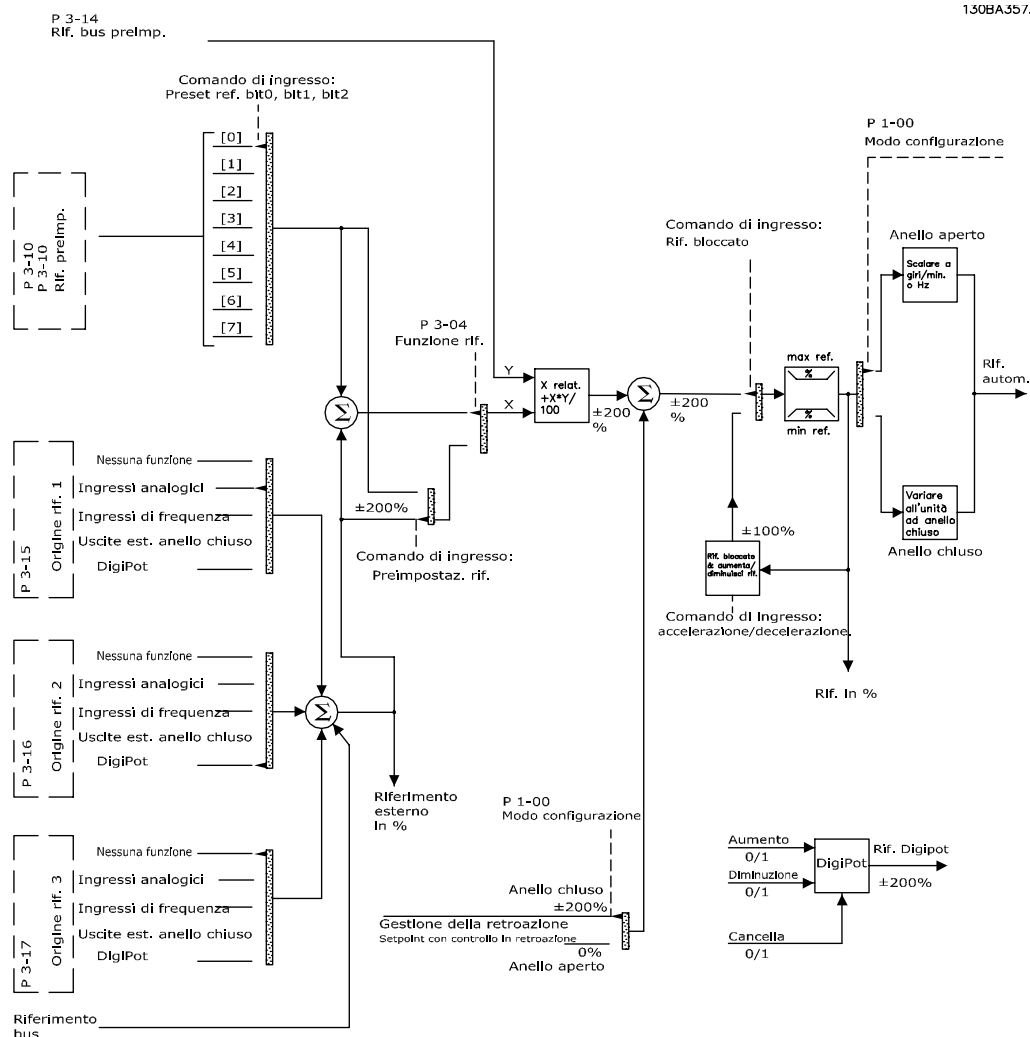 130BA357.
P 3-14
Rif. bus preimp.
Comando di ingresso:
Preset ref. bit0, bit1, bit2
[0]
[1]
[2]
[3]
[4]
[5]
[6]
[7]
P 3-10
P 3-10
Rif. preimp.
P 1-00
Modo configurazione
Comando di ingresso:
Rif. bloccato
Anello aperto
Scalare a
giri/min.
o Hz
P 3-04
Funzione rif.
Y
X
X relat.
+X*Y/
100
±200
%
Σ
±200
%
max ref.
%
%
min ref.
Rif.
autom.
Σ
P 3-15
Origine rif. 1
Nessuna funzione
Ingressi analogici
Ingressi di frequenza
Uscite est. anello chiuso
DigiPot
±200%
Comando di ingresso:
Preimpostaz. rif.
±100%
Rif. bloccato
& aumenta/
diminuisci rif.
Comando di ingresso:
accelerazione/decelerazione.
Variare
all'unità
ad anello
chiuso
Anello chiuso
Rif. in %
P 3-16
Origine rif. 2
Nessuna funzione
Ingressi analogici
Ingressi di frequenza
Uscite est. anello chiuso
DigiPot
Σ
Riferimento
esterno
in %
P 1-00
Modo configurazione
P 3-17
Origine rif. 3
Nessuna funzione
Ingressi analogici
Ingressi di frequenza
Uscite est. anello chiuso
DigiPot
Anello chiuso
±200%
Gestione della retroazione
Setpoint con controllo in retroazione
0%
Anello aperto
Aumento
0/1
Diminuzione
0/1
Cancella
0/1
DigiPot
Rif. Digipot
±200%
Riferimento
bus